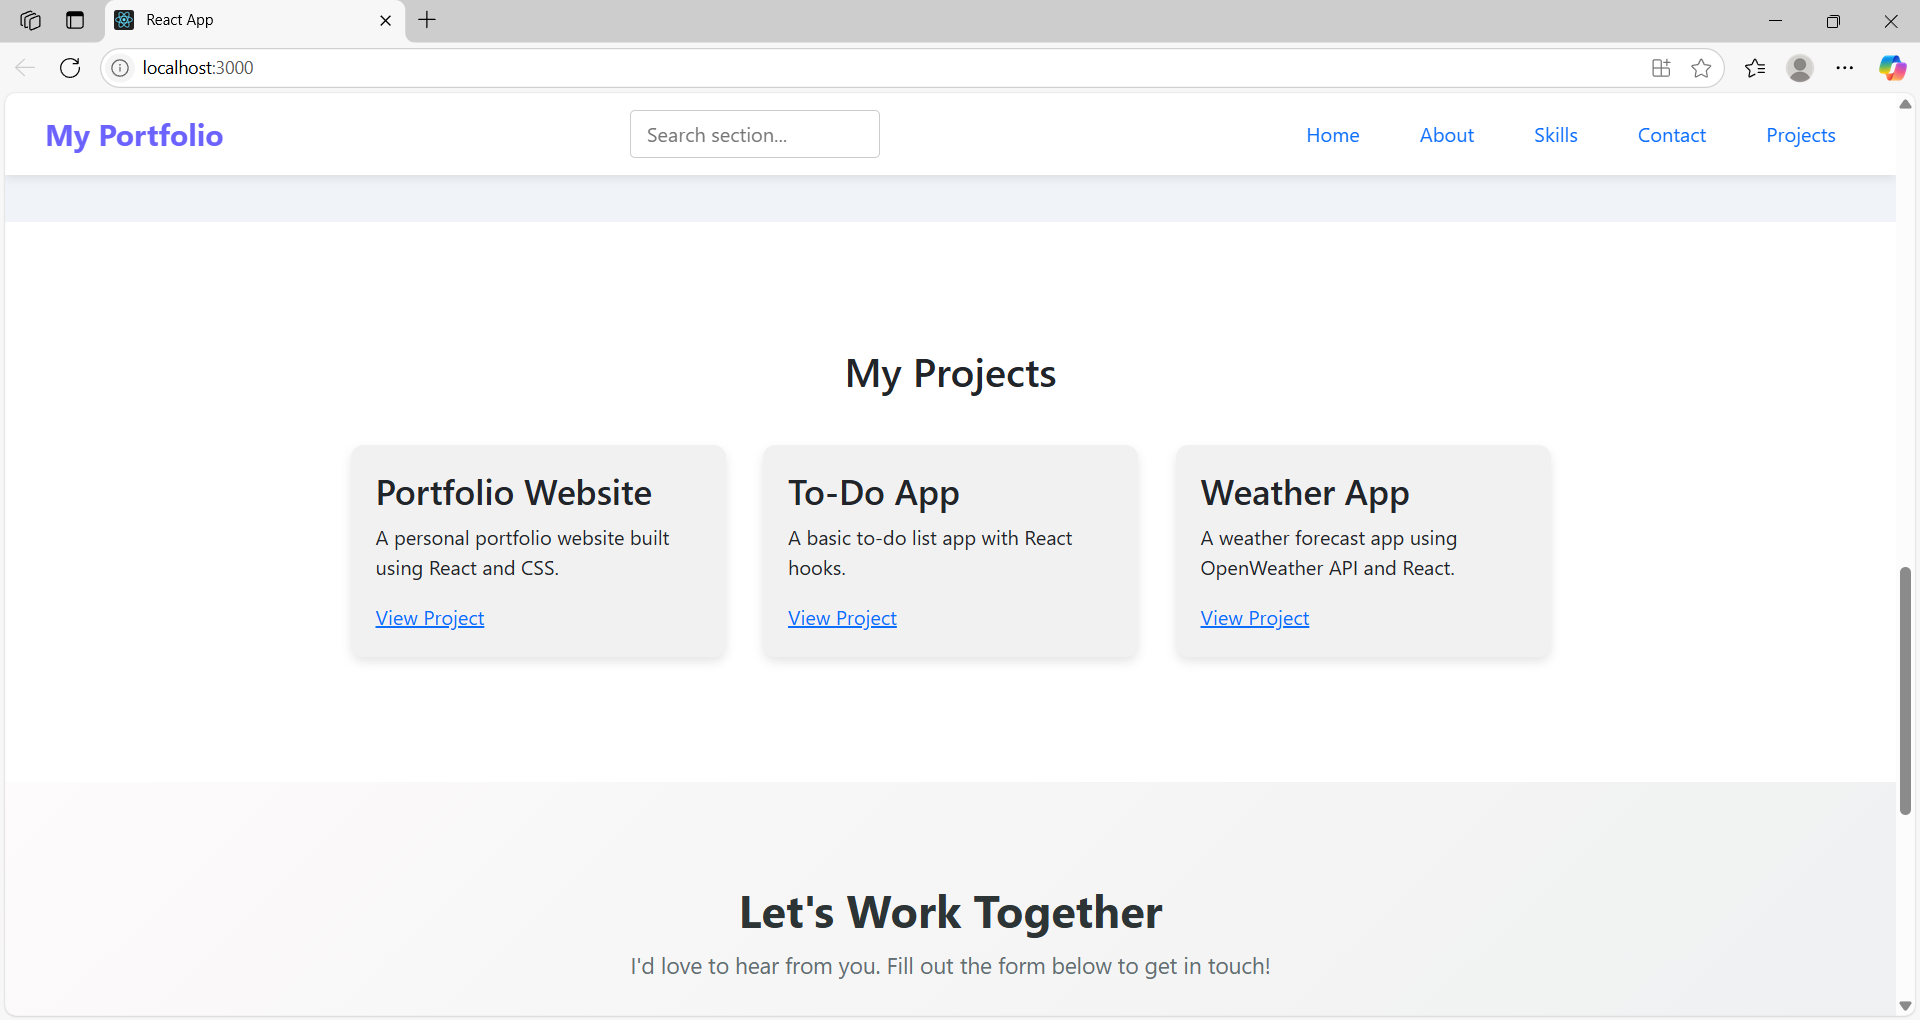 React App
localhost:3000
My Portfolio
Search section...
Home
About
Skills
Contact
Projects
My Projects
Portfolio Website
A personal portfolio website built
using React and CSS.
View Project
To-Do App
A basic to-do list app with React
hooks.
View Project
Weather App
A weather forecast app using
OpenWeather API and React.
View Project
Let's Work Together
I'd love to hear from you. Fill out the form below to get in touch!